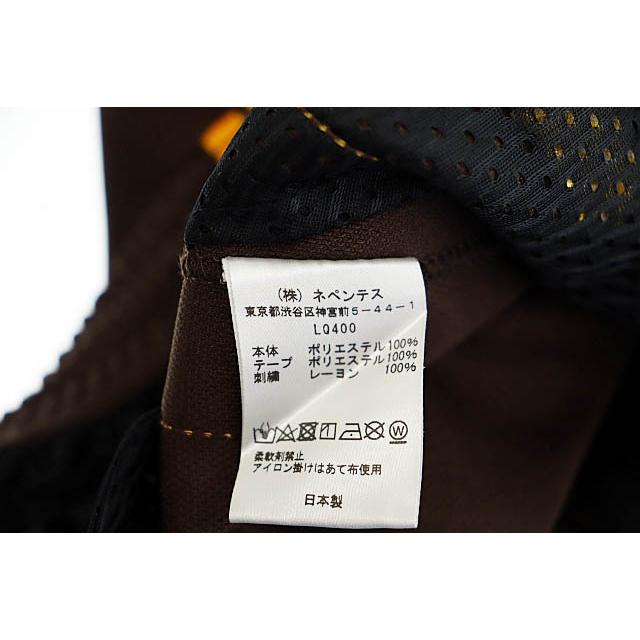 (株) ネペンテス
東京都渋谷区神宮前5-44-1
LQ400
本体 ポリエステル100%
テープ ポリエステル100%
刺繍 レーヨン 100%
柔軟剤禁止
アイロン掛けはあて布使用
日本製